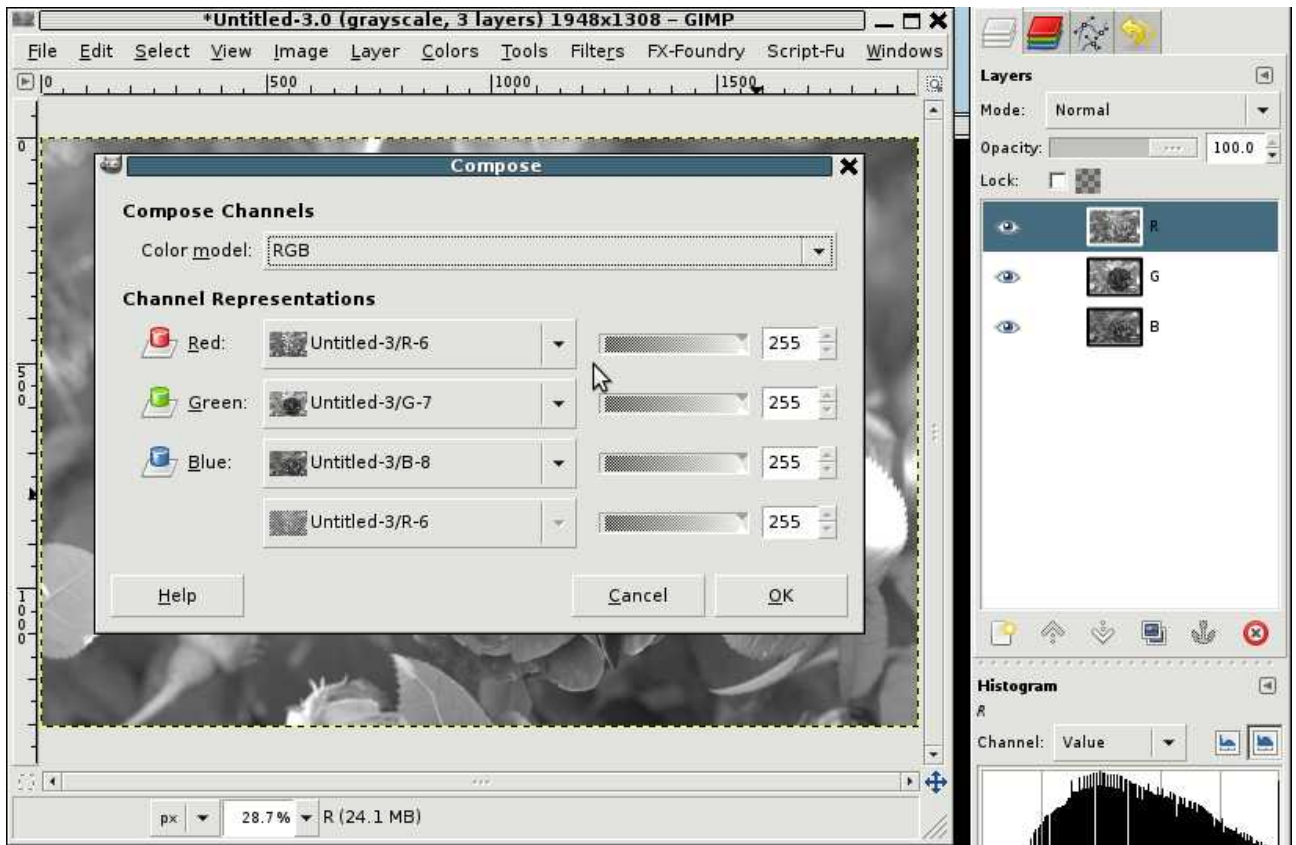 *Untitled-3.0 (grayscale, 3 layers) 1948x1308 – GIMP
File Edit Select View Image Layer Colors Tools Filters FX-Foundry Script-Fu Windows
0 500 1000 1500
0
500
1000
Compose
Compose Channels
Color model: RGB
Channel Representations
Red: Untitled-3/R-6 255
Green: Untitled-3/G-7 255
Blue: Untitled-3/B-8 255
Untitled-3/R-6 255
Help Cancel OK
px 28.7% R (24.1 MB)
Layers
Mode: Normal
Opacity: 100.0
Lock:
R
G
B
Histogram
R
Channel: Value